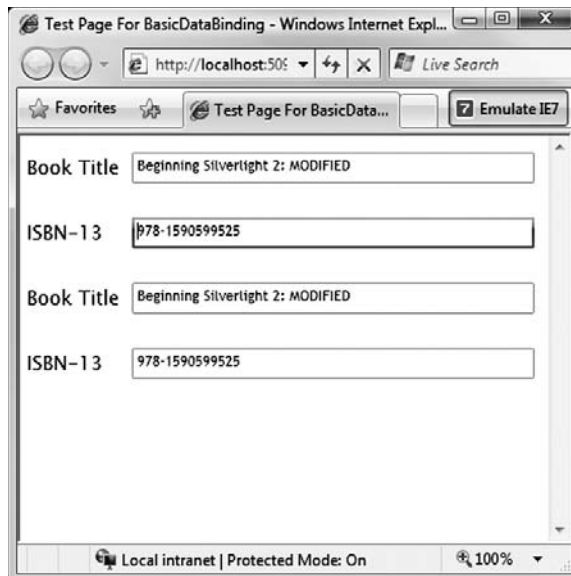 Test Page For BasicDataBinding - Windows Internet Expl...
http://localhost:509
Live Search
Favorites
Test Page For BasicData...
7 Emulate IE7
Book Title
Beginning Silverlight 2: MODIFIED
ISBN-13
978-1590599525
Book Title
Beginning Silverlight 2: MODIFIED
ISBN-13
978-1590599525
Local intranet | Protected Mode: On
100%